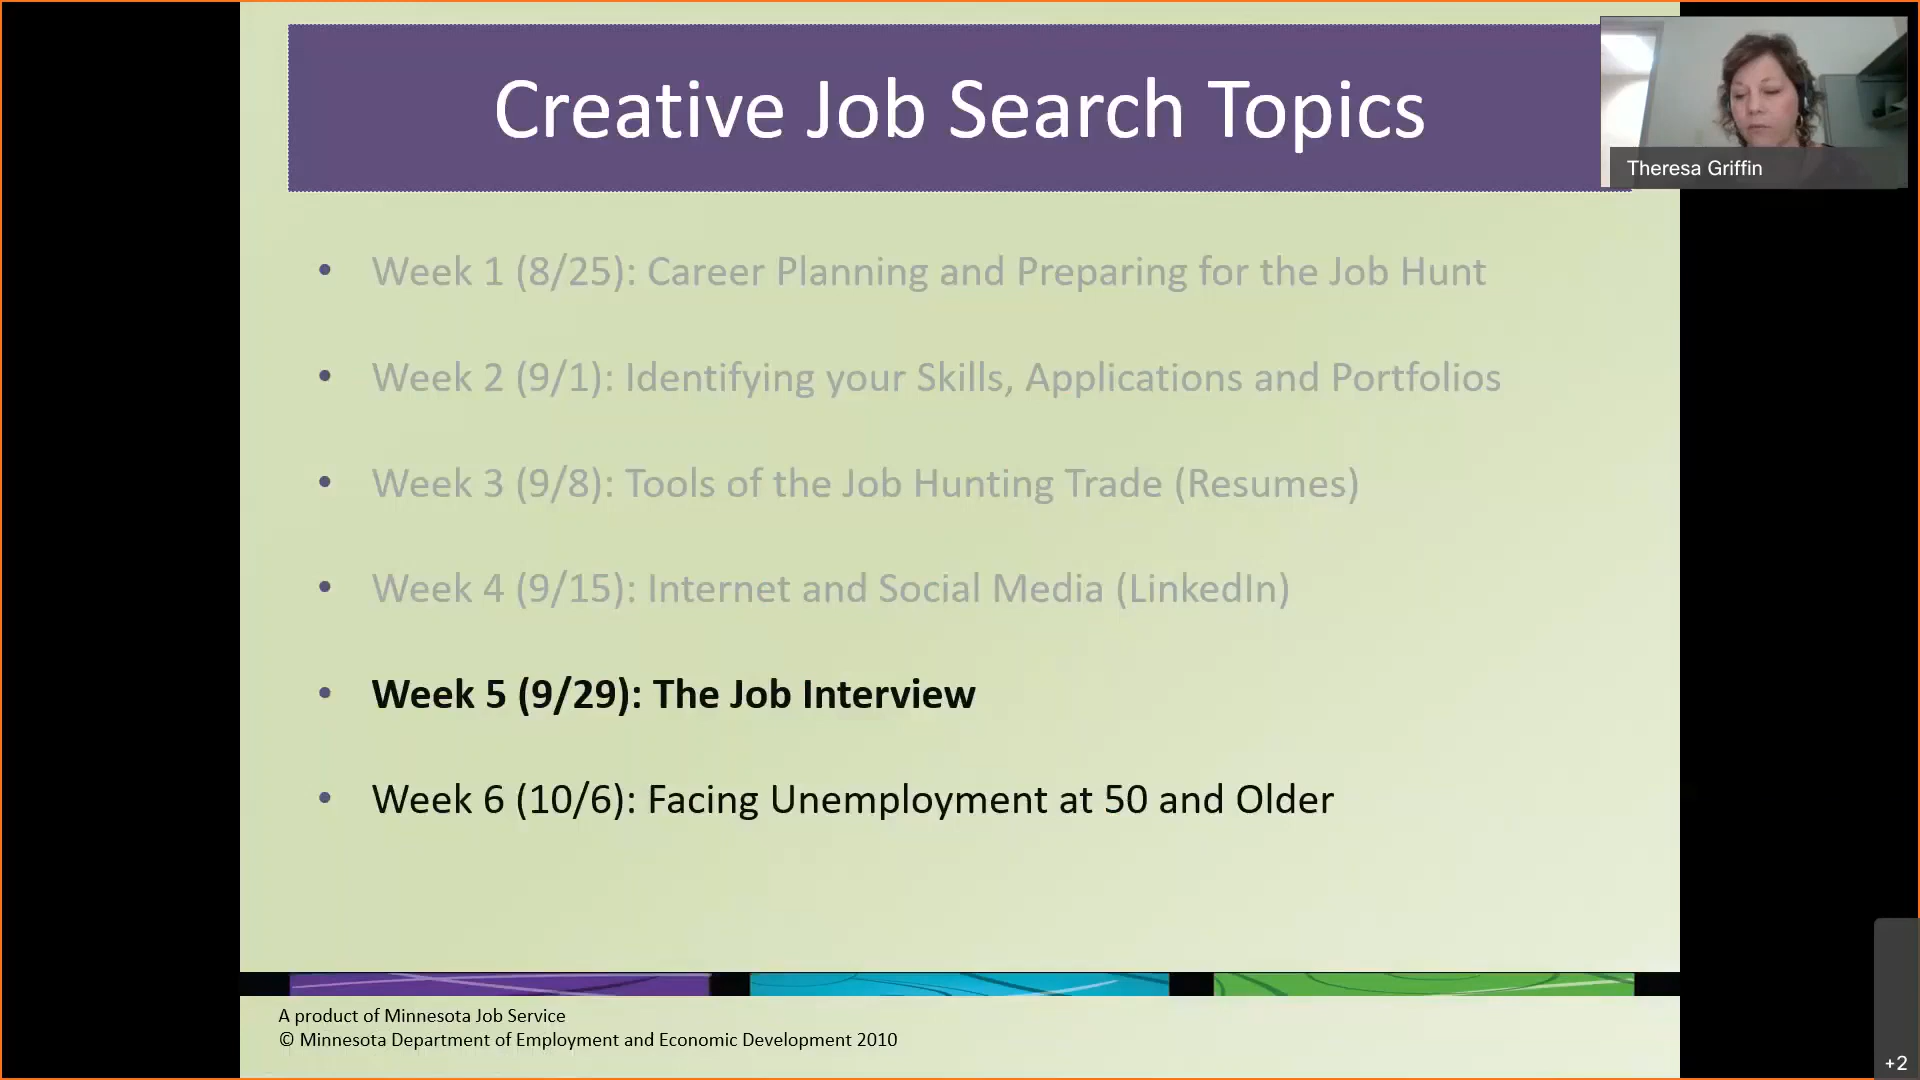 Creative Job Search Topics
Theresa Griffin
• Week 1 (8/25): Career Planning and Preparing for the Job Hunt
• Week 2 (9/1): Identifying your Skills, Applications and Portfolios
• Week 3 (9/8): Tools of the Job Hunting Trade (Resumes)
• Week 4 (9/15): Internet and Social Media (LinkedIn)
• Week 5 (9/29): The Job Interview
• Week 6 (10/6): Facing Unemployment at 50 and Older
A product of Minnesota Job Service
© Minnesota Department of Employment and Economic Development 2010
+2